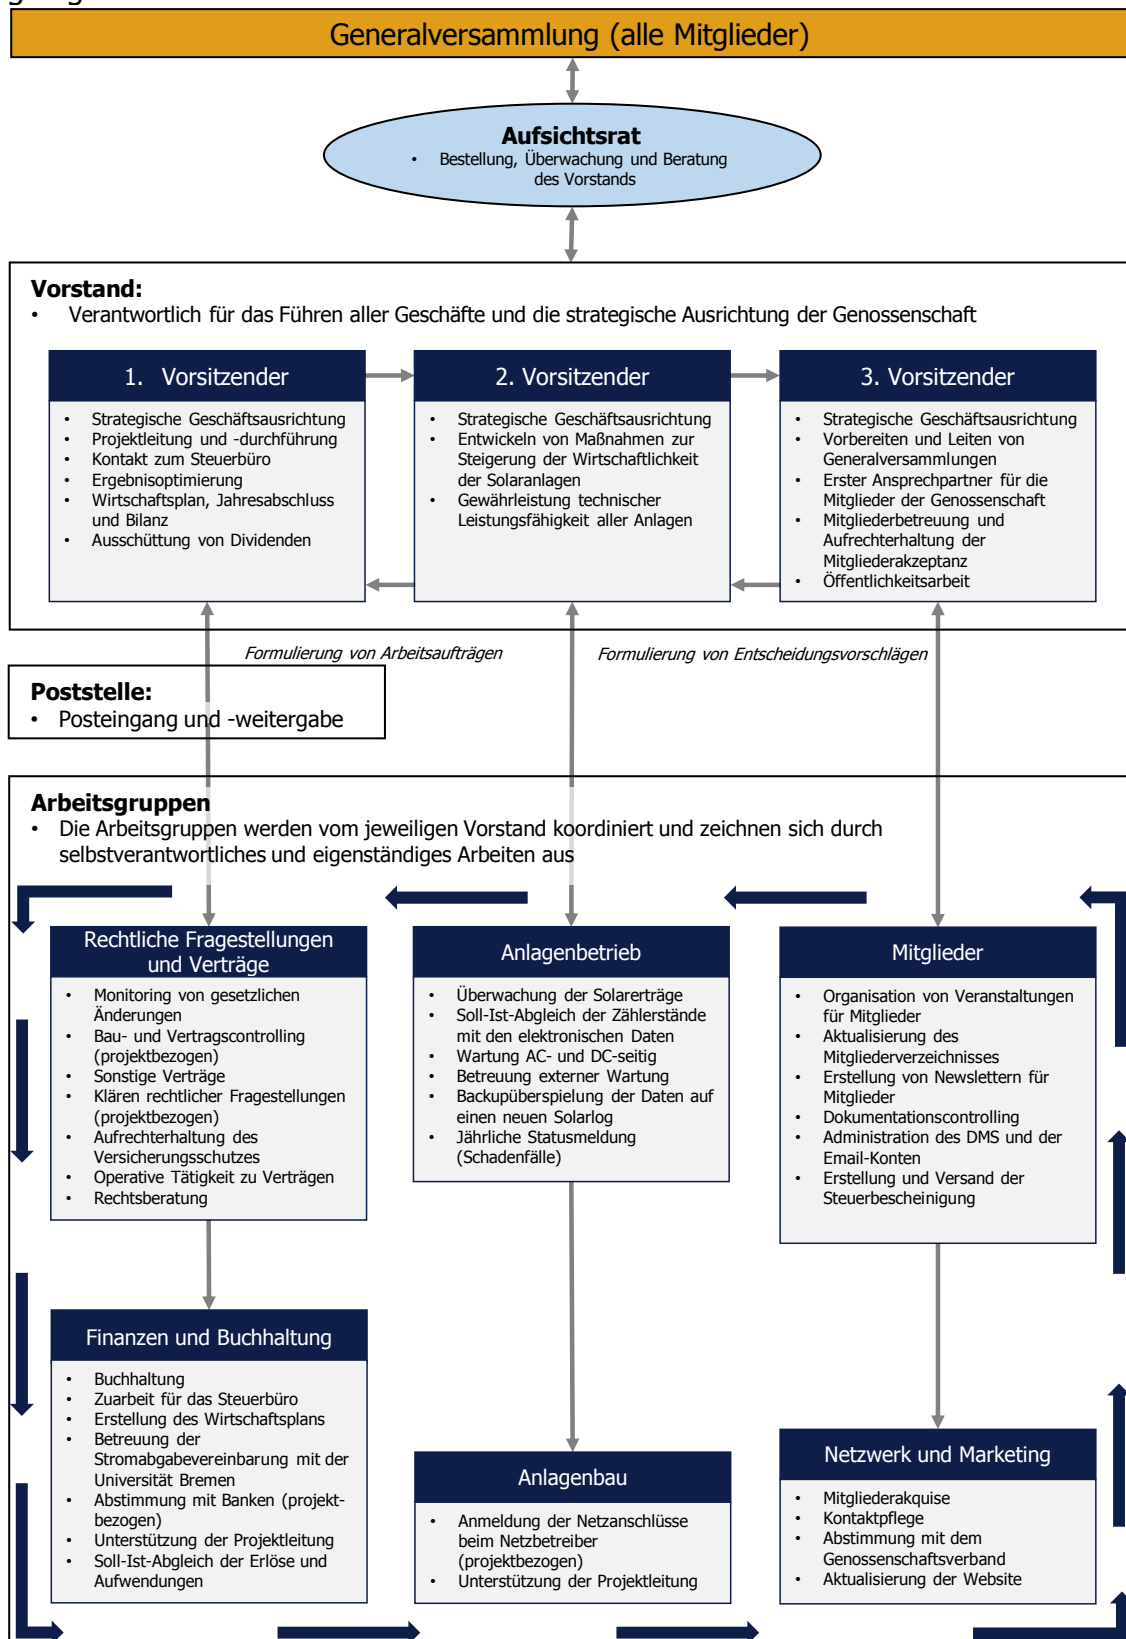 Generalversammlung (alle Mitglieder)
Aufsichtsrat
• Bestellung, Überwachung und Beratung
des Vorstands
Vorstand:
• Verantwortlich für das Führen aller Geschäfte und die strategische Ausrichtung der Genossenschaft
1. Vorsitzender
• Strategische Geschäftsausrichtung
• Projektleitung und -durchführung
• Kontakt zum Steuerbüro
• Ergebnisoptimierung
• Wirtschaftsplan, Jahresabschluss
und Bilanz
• Ausschüttung von Dividenden
2. Vorsitzender
• Strategische Geschäftsausrichtung
• Entwickeln von Maßnahmen zur
Steigerung der Wirtschaftlichkeit
der Solaranlagen
• Gewährleistung technischer
Leistungsfähigkeit aller Anlagen
3. Vorsitzender
• Strategische Geschäftsausrichtung
• Vorbereiten und Leiten von
Generalversammlungen
• Erster Ansprechpartner für die
Mitglieder der Genossenschaft
• Mitgliederbetreuung und
Aufrechterhaltung der
Mitgliederakzeptanz
• Öffentlichkeitsarbeit
Formulierung von Arbeitsaufträgen
Formulierung von Entscheidungsvorschlägen
Poststelle:
• Posteingang und -weitergabe
Arbeitsgruppen
• Die Arbeitsgruppen werden vom jeweiligen Vorstand koordiniert und zeichnen sich durch
selbstverantwortliches und eigenständiges Arbeiten aus
Rechtliche Fragestellungen
und Verträge
• Monitoring von gesetzlichen
Änderungen
• Bau- und Vertragscontrolling
(projektbezogen)
• Sonstige Verträge
• Klären rechtlicher Fragestellungen
(projektbezogen)
• Aufrechterhaltung des
Versicherungsschutzes
• Operative Tätigkeit zu Verträgen
• Rechtsberatung
Anlagenbetrieb
• Überwachung der Solarerträge
• Soll-Ist-Abgleich der Zählerstände
mit den elektronischen Daten
• Wartung AC- und DC-seitig
• Betreuung externer Wartung
• Backupüberspielung der Daten auf
einen neuen Solarlog
• Jährliche Statusmeldung
(Schadenfälle)
Mitglieder
• Organisation von Veranstaltungen
für Mitglieder
• Aktualisierung des
Mitgliederverzeichnisses
• Erstellung von Newslettern für
Mitglieder
• Dokumentationscontrolling
• Administration des DMS und der
Email-Konten
• Erstellung und Versand der
Steuerbescheinigung
Finanzen und Buchhaltung
• Buchhaltung
• Zuarbeit für das Steuerbüro
• Erstellung des Wirtschaftsplans
• Betreuung der
Stromabgabevereinbarung mit der
Universität Bremen
• Abstimmung mit Banken (projekt-
bezogen)
• Unterstützung der Projektleitung
• Soll-Ist-Abgleich der Erlöse und
Aufwendungen
Anlagenbau
• Anmeldung der Netzanschlüsse
beim Netzbetreiber
(projektbezogen)
• Unterstützung der Projektleitung
Netzwerk und Marketing
• Mitgliederakquise
• Kontaktpflege
• Abstimmung mit dem
Genossenschaftsverband
• Aktualisierung der Website